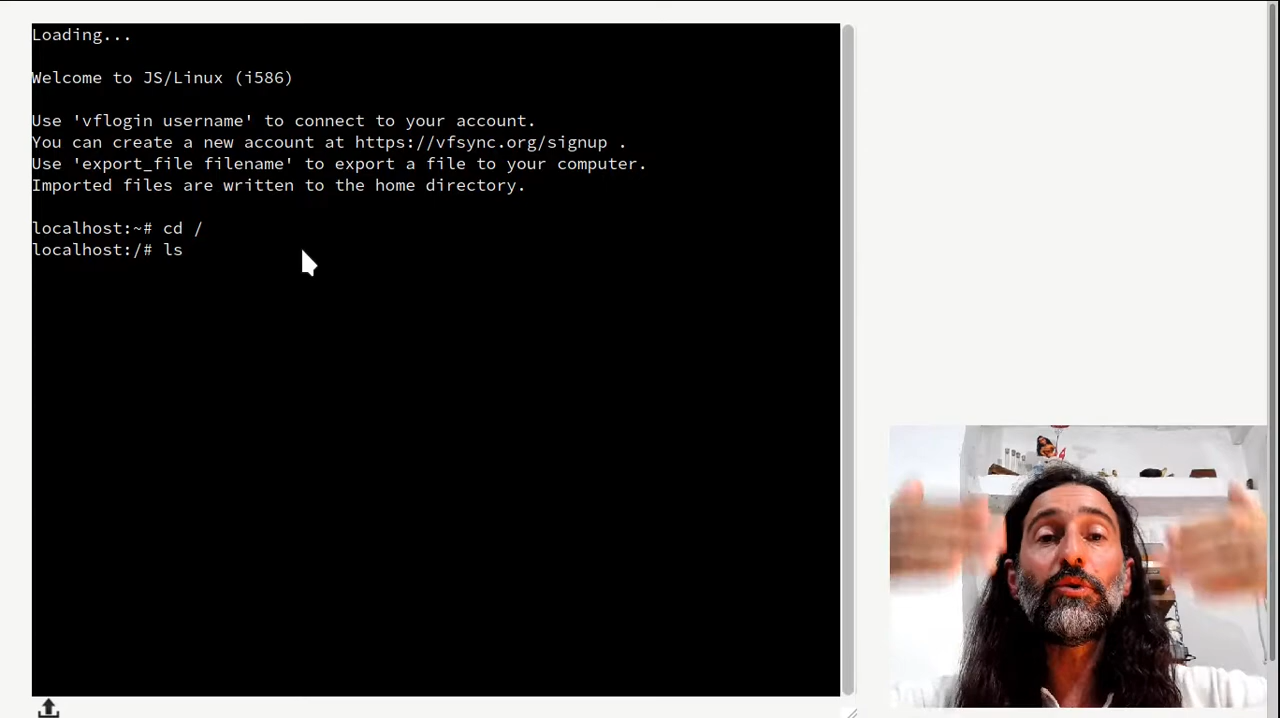 Loading...
Welcome to JS/Linux (i586)
Use 'vflogin username' to connect to your account.
You can create a new account at https://vfsync.org/signup .
Use 'export_file filename' to export a file to your computer.
Imported files are written to the home directory.
localhost:~# cd /
localhost:/# ls